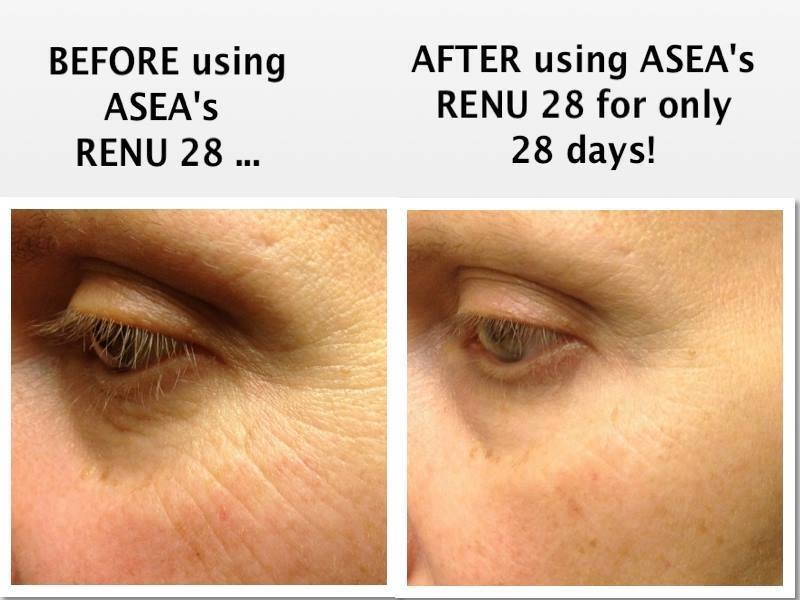 BEFORE using
ASEA's
RENU 28 ...
AFTER using ASEA's
RENU 28 for only
28 days!